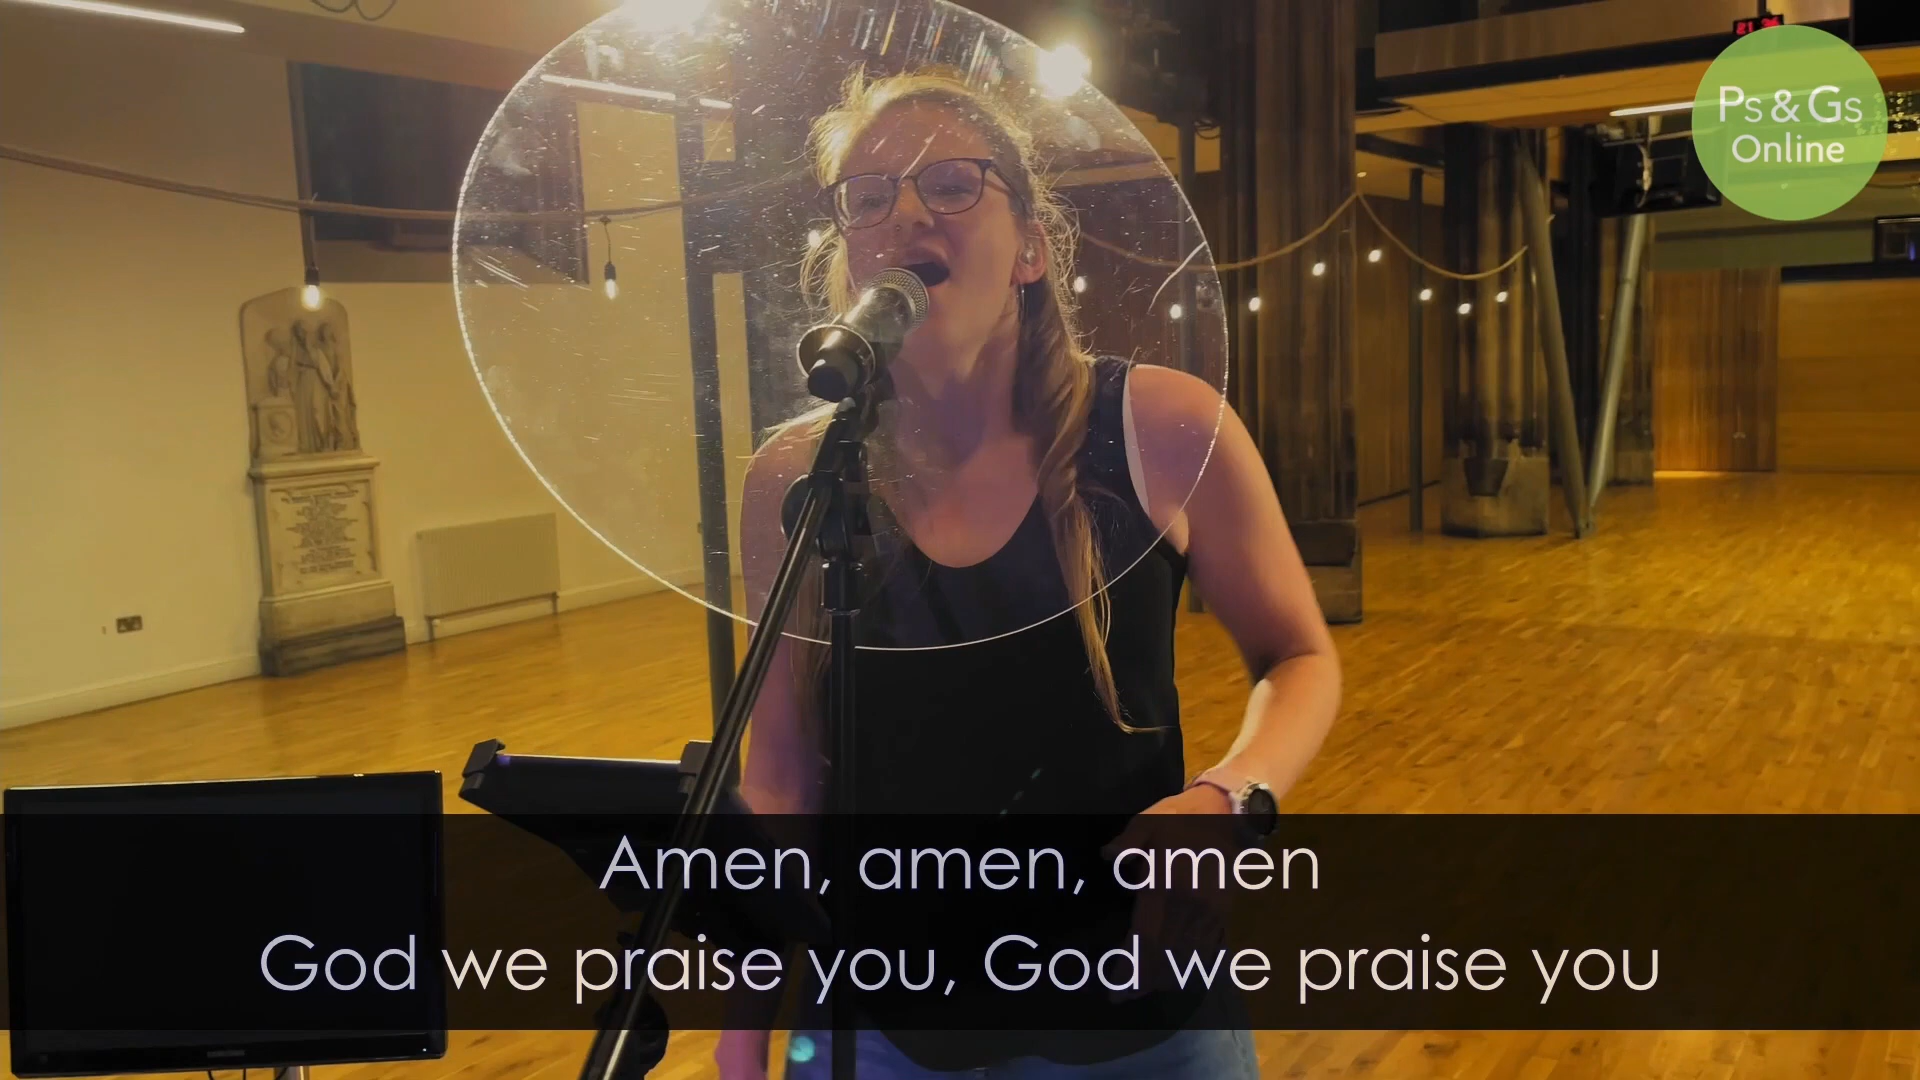 Ps & Gs
Online
Amen, amen, amen
God we praise you, God we praise you